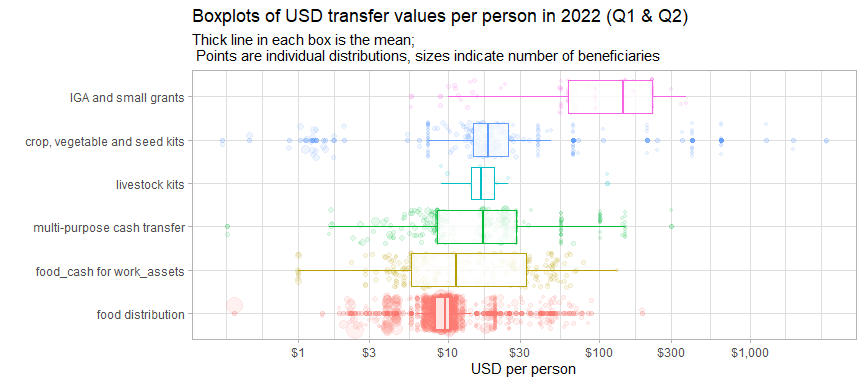 Boxplots of USD transfer values per person in 2022 (Q1 & Q2)
Thick line in each box is the mean;
Points are individual distributions, sizes indicate number of beneficiaries
IGA and small grants
crop, vegetable and seed kits
livestock kits
multi-purpose cash transfer
food_cash for work_assets
food distribution
$1 $3 $10 $30 $100 $300 $1,000
USD per person